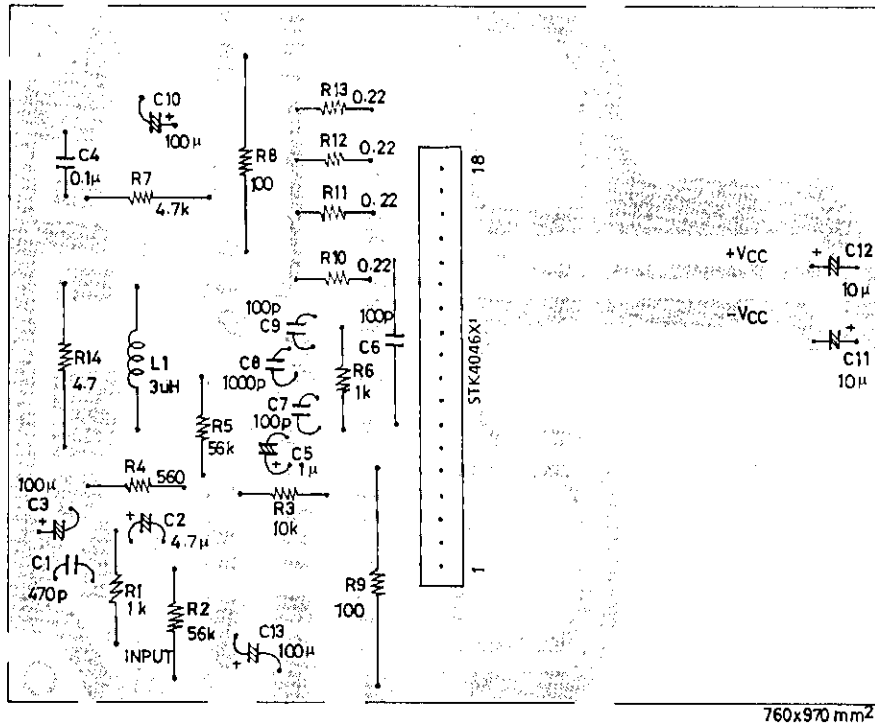 C10
+
100μ
R13 0.22
R12 0.22
R11 0.22
R10 0.22
R8
100
C4
0.1μ
R7
4.7k
18
+VCC
+
C12
10μ
-VCC
+
C11
10μ
100p
C9
100p
C6
C8
1000p
R6
1k
R14
4.7
L1
3uH
STK4046X1
C7
100p
R5
56k
+
C5
1μ
R4
560
100μ
C3
+
R3
10k
+
C2
4.7μ
C1
470p
R1
1k
R2
56k
R9
100
1
C13
+
100μ
INPUT
760x970mm²